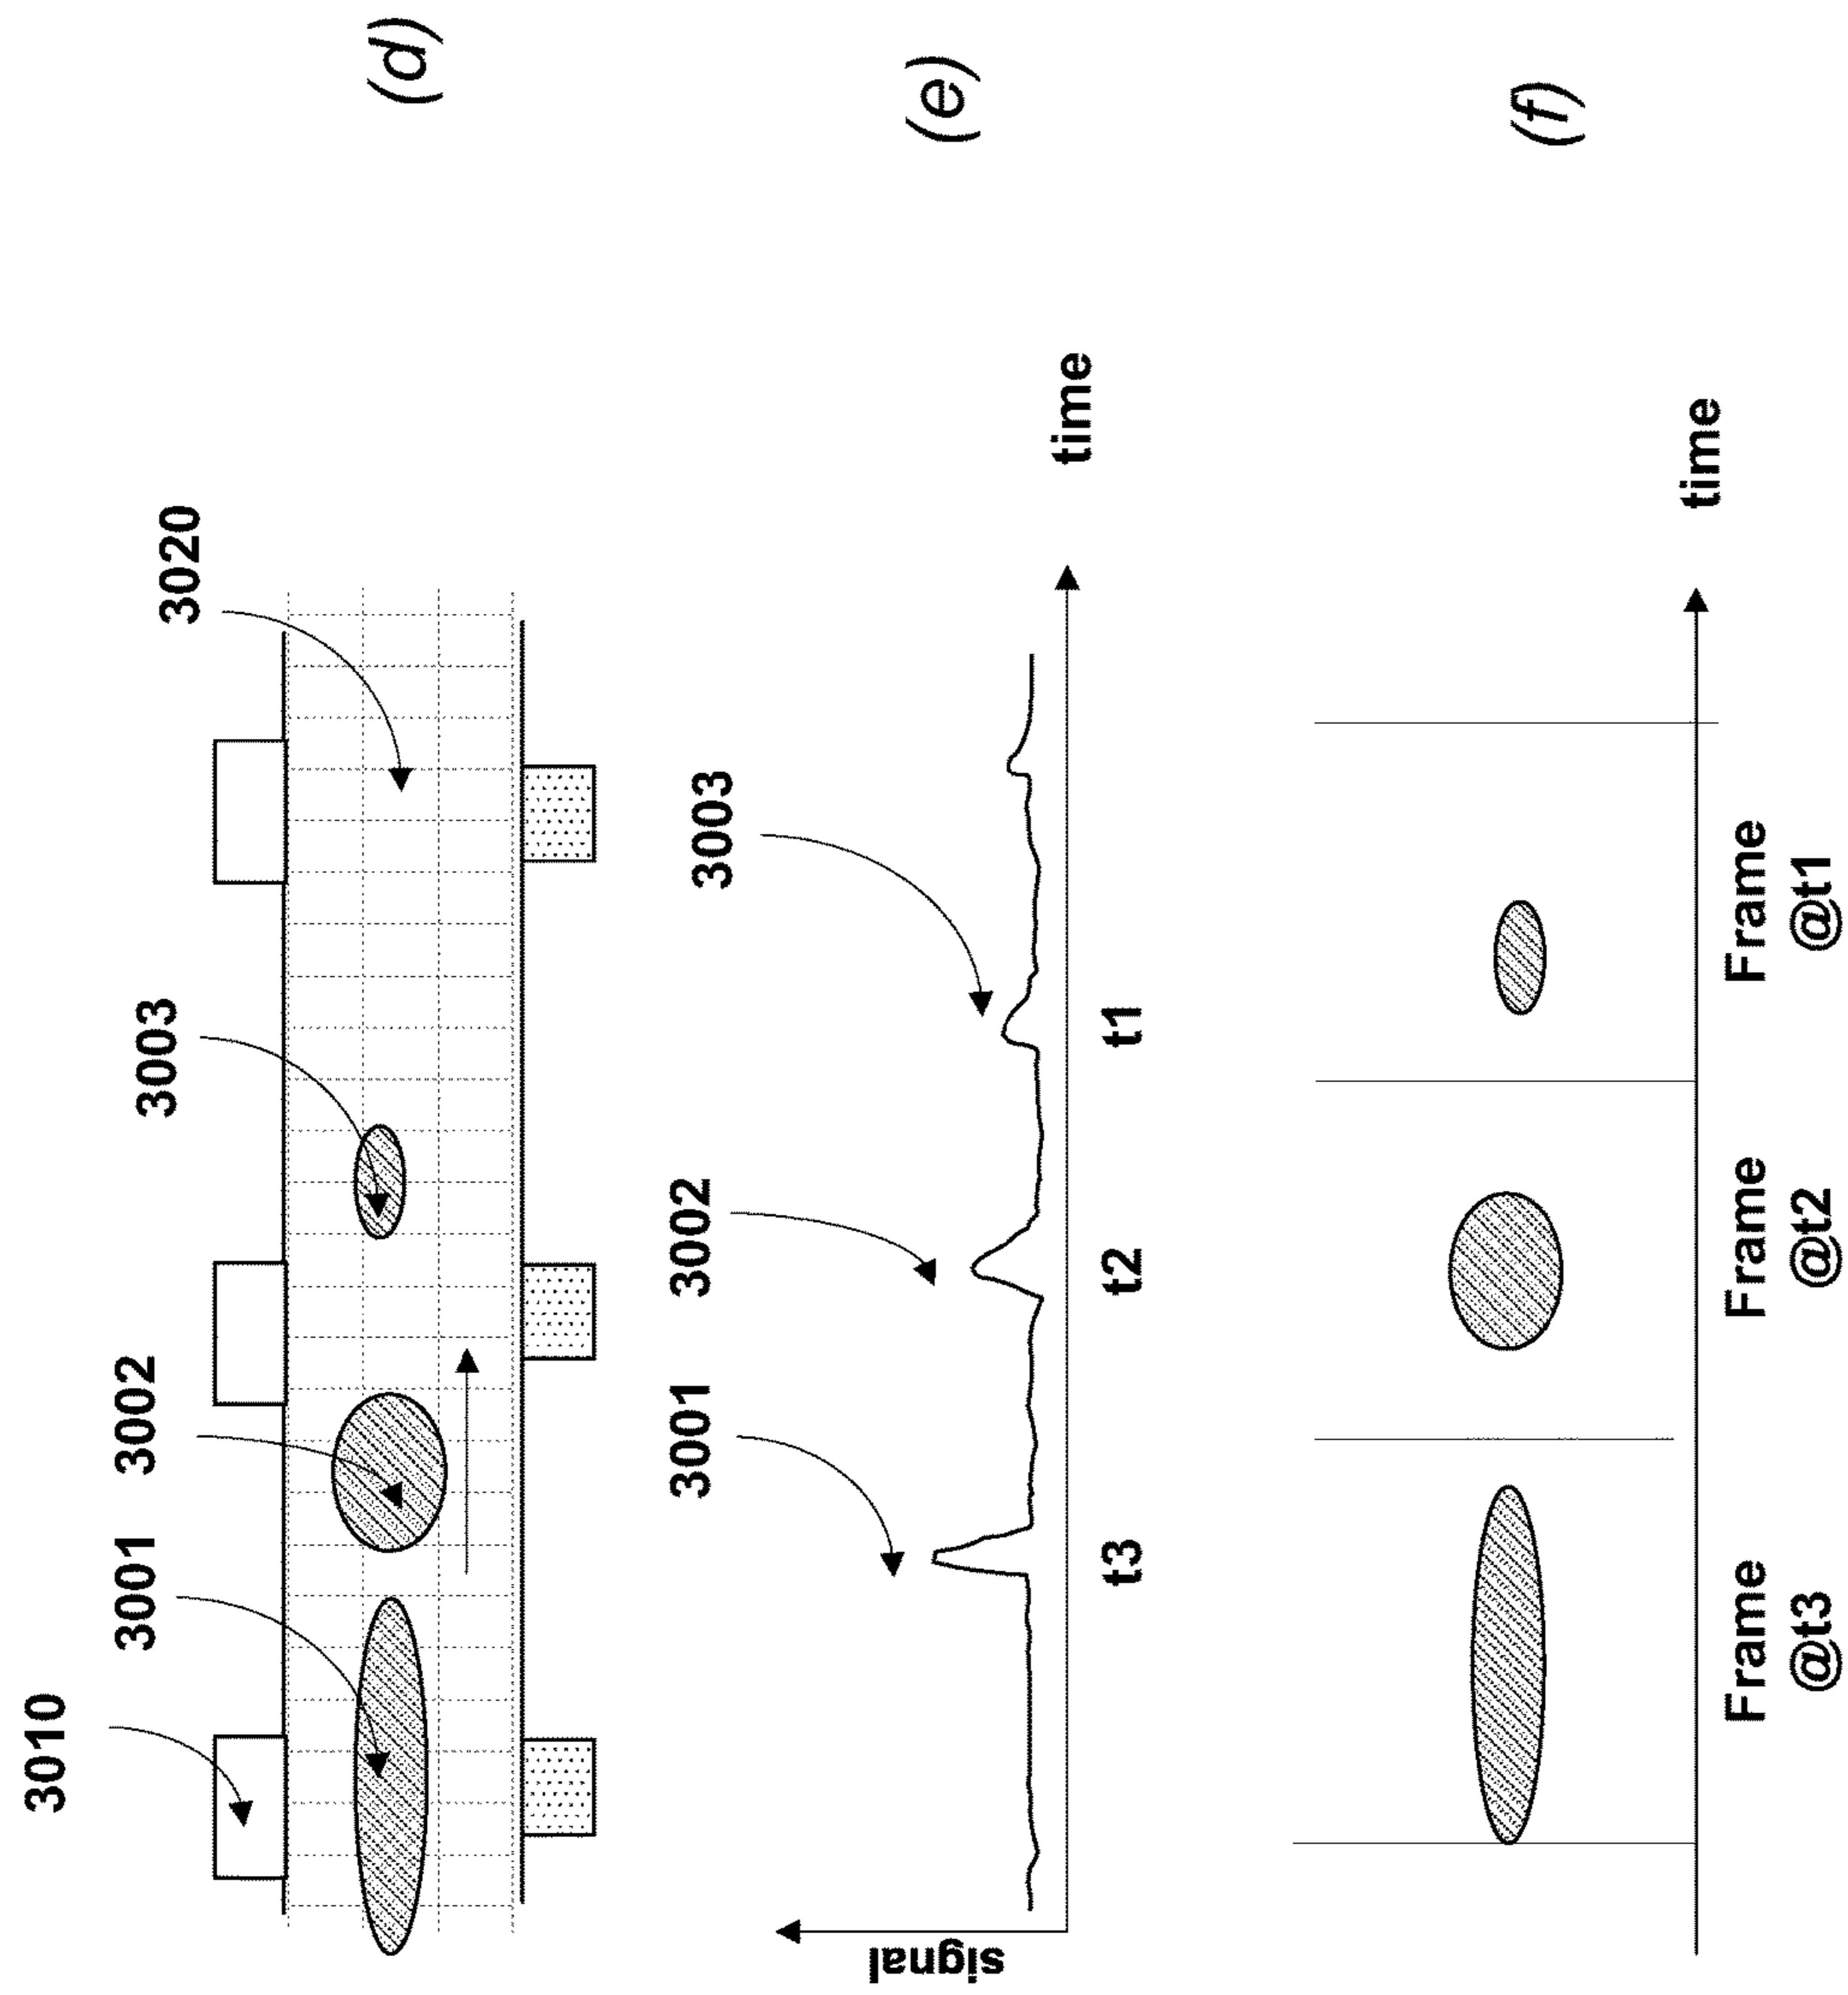 3010
3001
3002
3003
3020
(d)
signal
3001
3002
3003
t3
t2
t1
time
(e)
Frame
@t3
Frame
@t2
Frame
@t1
time
(f)